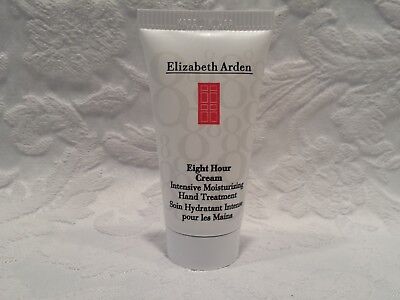 Elizabeth Arden
Eight Hour
Cream
Intensive Moisturizing
Hand Treatment
Soin Hydratant Intense
pour les Mains